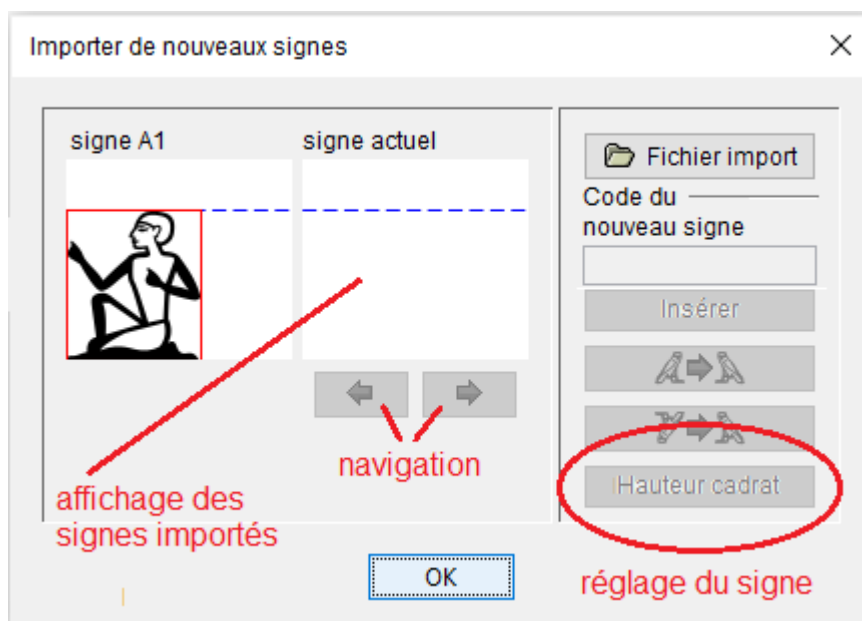 Importer de nouveaux signes
signe A1
signe actuel
Fichier import
Code du
nouveau signe
Insérer
Hauteur cadrat
navigation
affichage des
signes importés
OK
réglage du signe